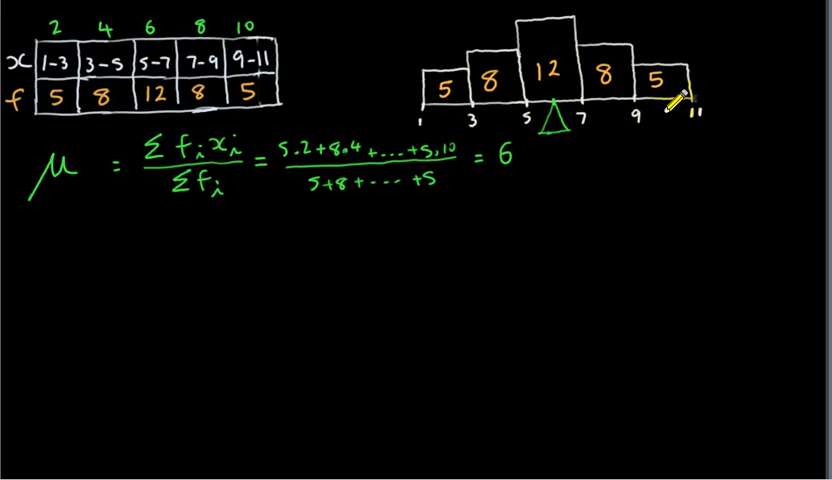 2 4 6 8 10
x 1-3 3-5 5-7 7-9 9-11
f 5 8 12 8 5
5 8 12 8 5
1 3 5 7 9 11
μ = Σ fᵢxᵢ / Σfᵢ = 5.2+8.4+....+5.10 / 5+8+....+5 = 6